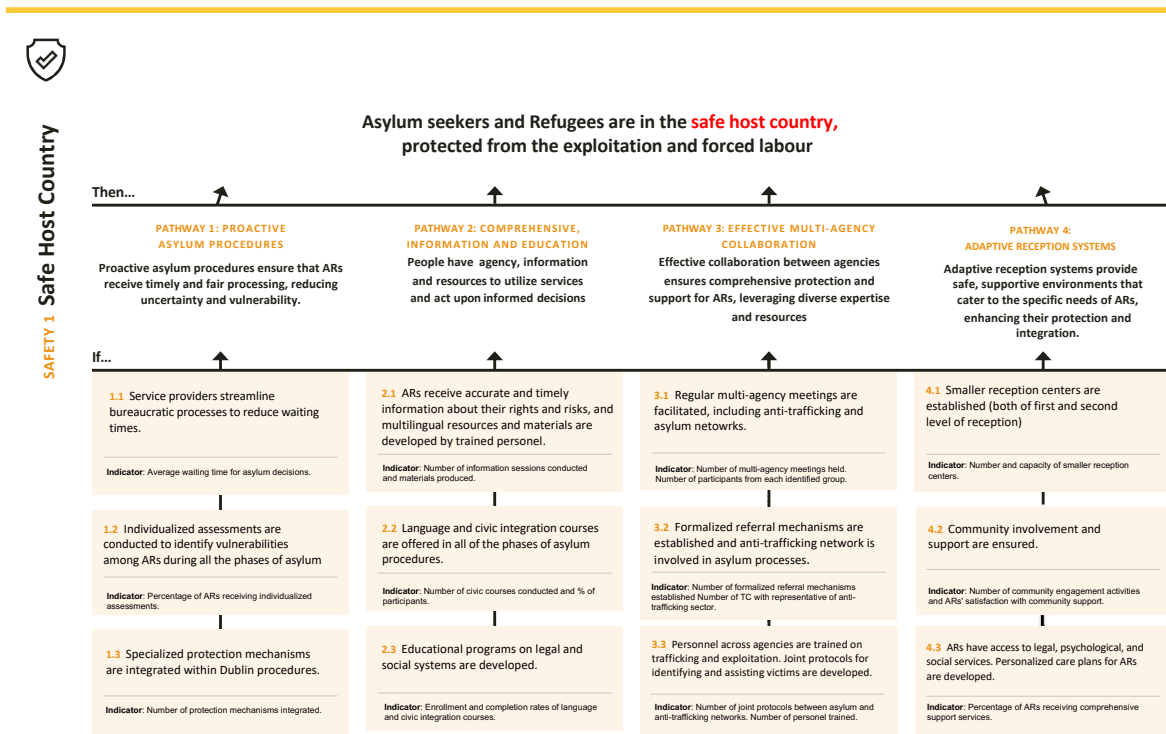 SAFETY 1 Safe Host Country
Asylum seekers and Refugees are in the safe host country,
protected from the exploitation and forced labour
Then...
PATHWAY 1: PROACTIVE
ASYLUM PROCEDURES
Proactive asylum procedures ensure that ARs
receive timely and fair processing, reducing
uncertainty and vulnerability.
PATHWAY 2: COMPREHENSIVE,
INFORMATION AND EDUCATION
People have agency, information
and resources to utilize services
and act upon informed decisions
PATHWAY 3: EFFECTIVE MULTI-AGENCY
COLLABORATION
Effective collaboration between agencies
ensures comprehensive protection and
support for ARs, leveraging diverse expertise
and resources
PATHWAY 4:
ADAPTIVE RECEPTION SYSTEMS
Adaptive reception systems provide
safe, supportive environments that
cater to the specific needs of ARs,
enhancing their protection and
integration.
If...
1.1 Service providers streamline
bureaucratic processes to reduce waiting
times.
Indicator: Average waiting time for asylum decisions.
1.2 Individualized assessments are
conducted to identify vulnerabilities
among ARs during all the phases of asylum
Indicator: Percentage of ARs receiving individualized
assessments.
1.3 Specialized protection mechanisms
are integrated within Dublin procedures.
Indicator: Number of protection mechanisms integrated.
2.1 ARs receive accurate and timely
information about their rights and risks, and
multilingual resources and materials are
developed by trained personel.
Indicator: Number of information sessions conducted
and materials produced.
2.2 Language and civic integration courses
are offered in all of the phases of asylum
procedures.
Indicator: Number of civic courses conducted and % of
participants.
2.3 Educational programs on legal and
social systems are developed.
Indicator: Enrollment and completion rates of language
and civic integration courses.
3.1 Regular multi-agency meetings are
facilitated, including anti-trafficking and
asylum netowrks.
Indicator: Number of multi-agency meetings held.
Number of participants from each identified group.
3.2 Formalized referral mechanisms are
established and anti-trafficking network is
involved in asylum processes.
Indicator: Number of formalized referral mechanisms
established Number of TC with representative of anti-
trafficking sector.
3.3 Personnel across agencies are trained on
trafficking and exploitation. Joint protocols for
identifying and assisting victims are developed.
Indicator: Number of joint protocols between asylum and
anti-trafficking networks. Number of personel trained.
4.1 Smaller reception centers are
established (both of first and second
level of reception)
Indicator: Number and capacity of smaller reception
centers.
4.2 Community involvement and
support are ensured.
Indicator: Number of community engagement activities
and ARs' satisfaction with community support.
4.3 ARs have access to legal, psychological, and
social services. Personalized care plans for ARs
are developed.
Indicator: Percentage of ARs receiving comprehensive
support services.